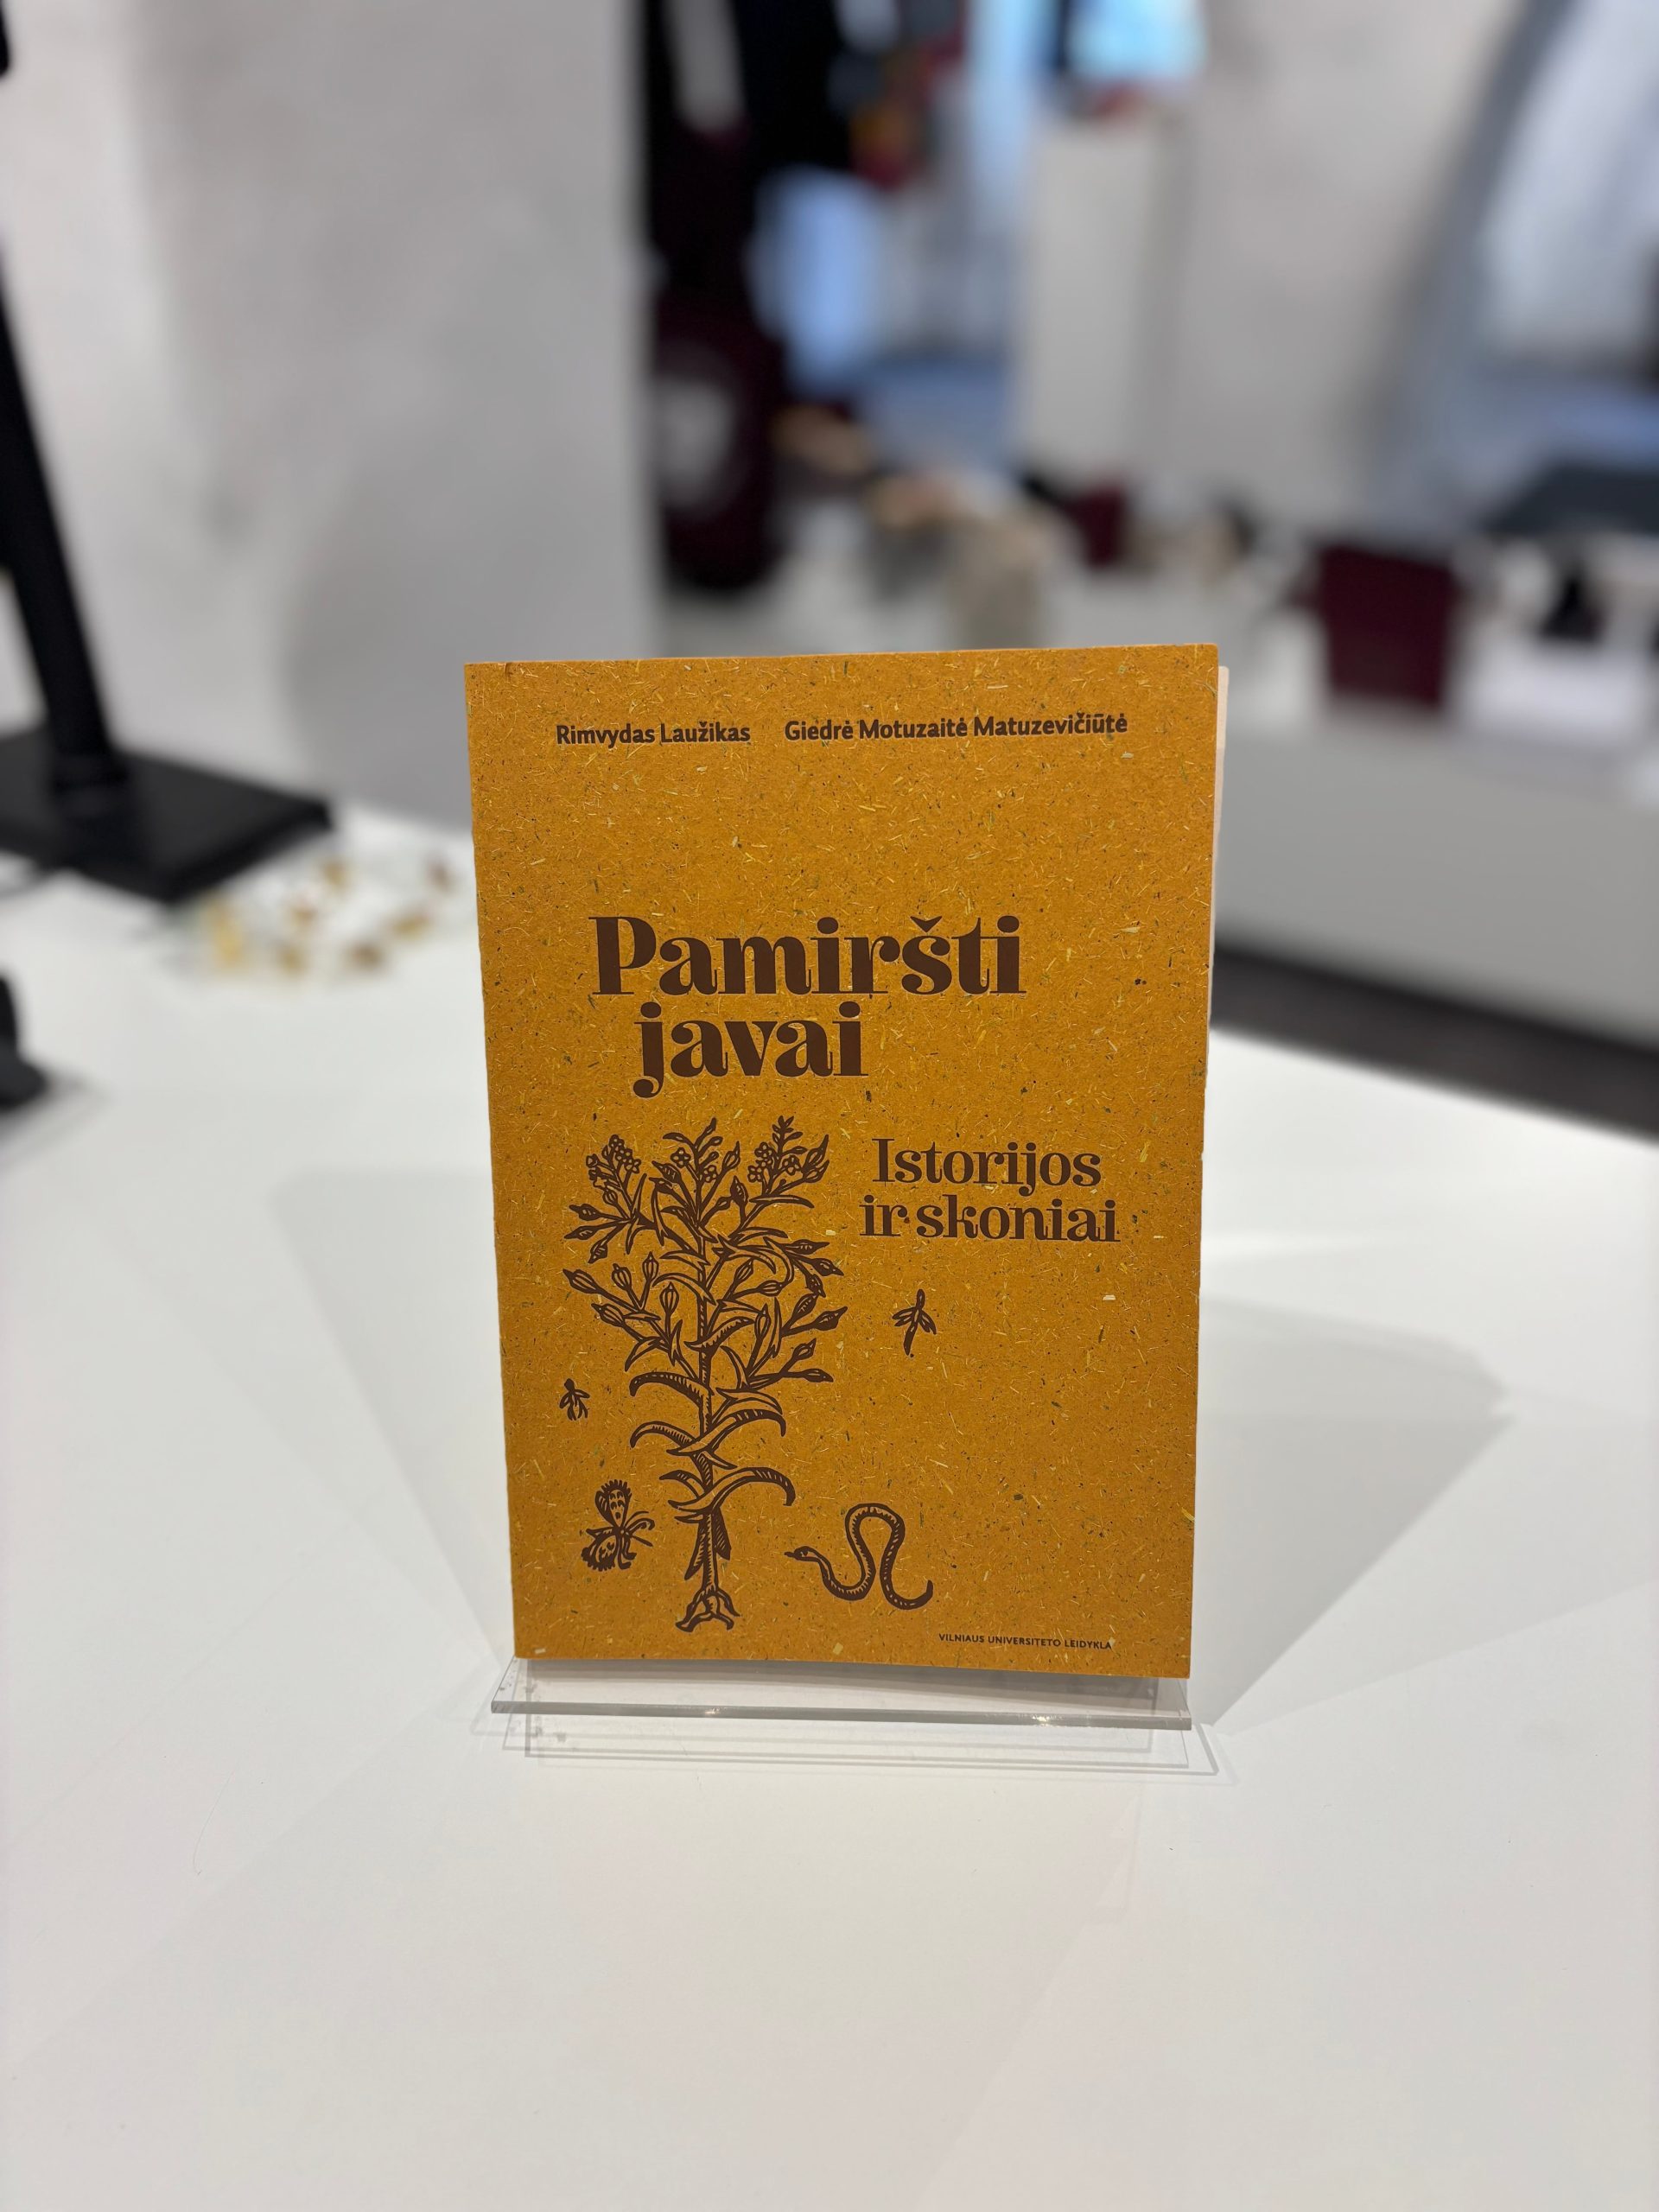 Rimvydas Laužikas Giedrė Motuzaitė Matuzevičiūtė
Pamiršti
javai
Istorijos
ir skoniai
VILNIAUS UNIVERSITETO LEIDYKLA